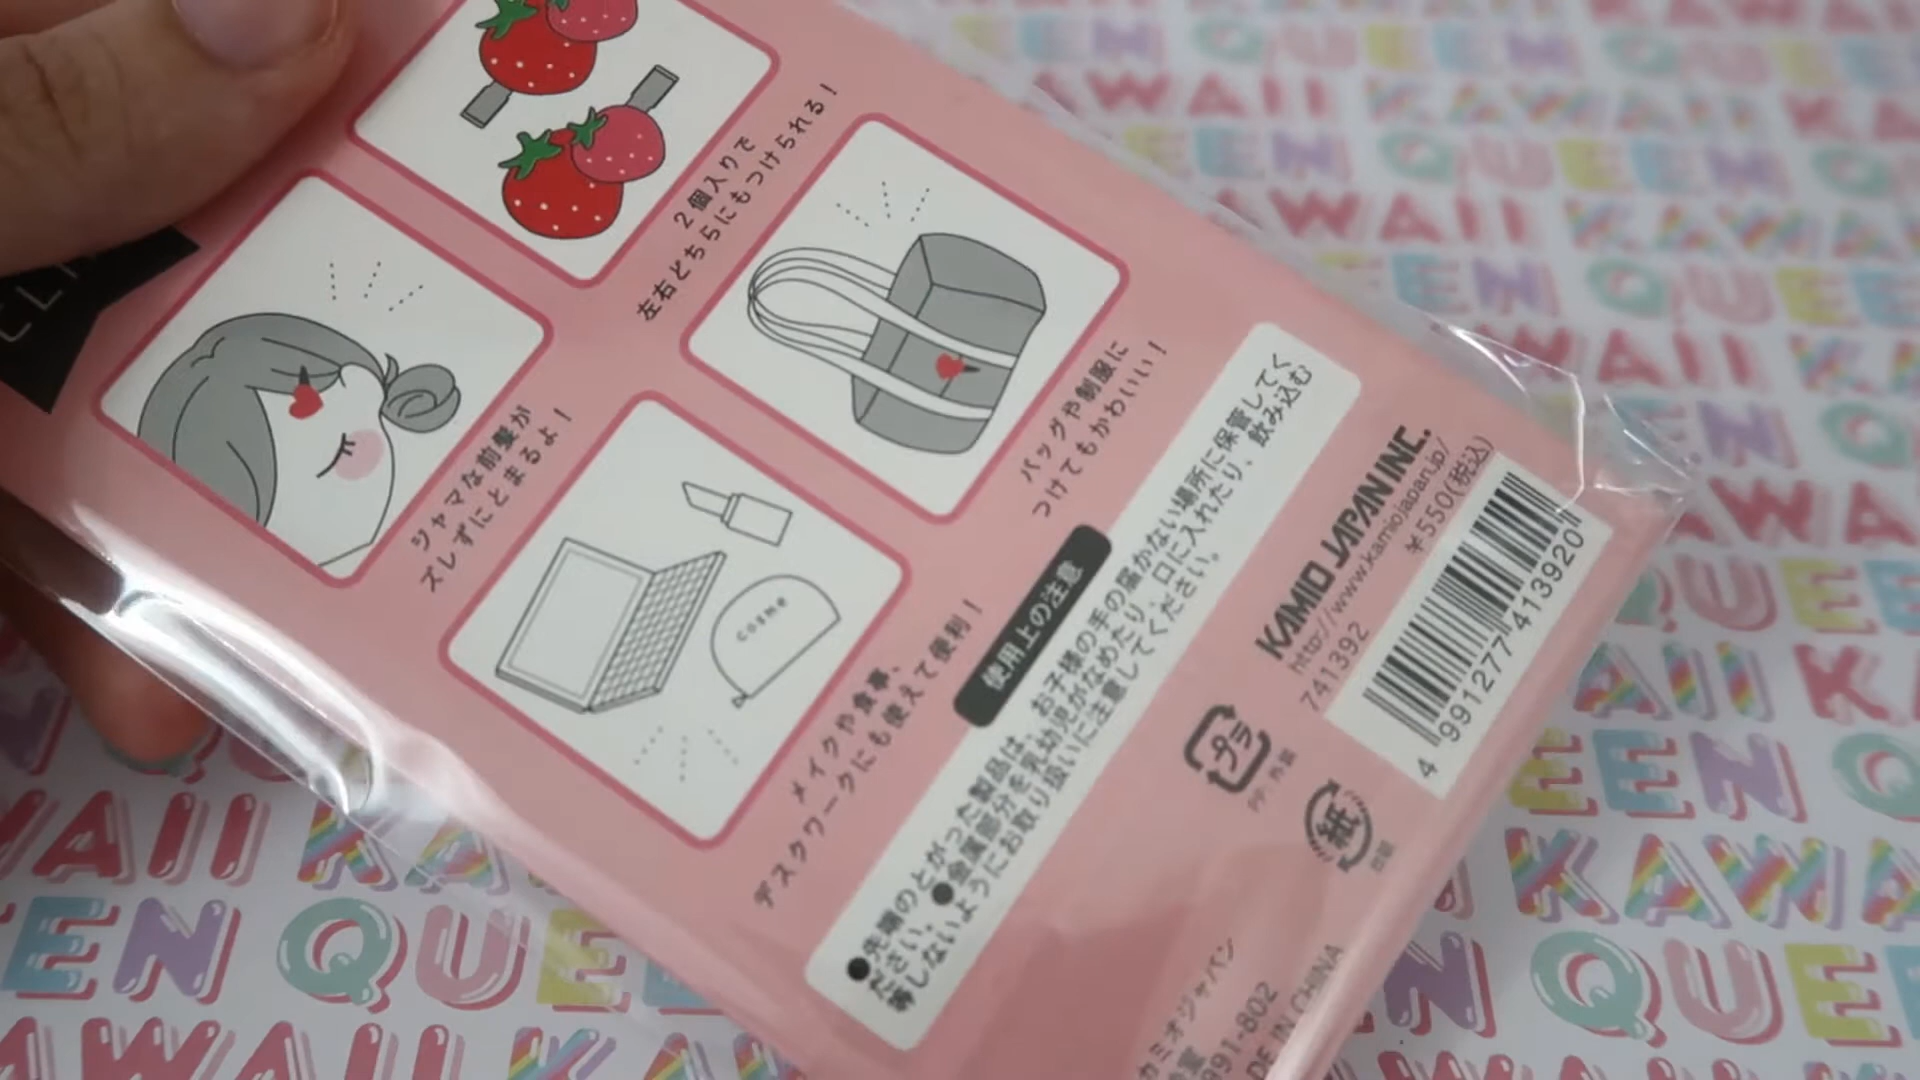 ２個入りで
左右どちらにもつけられる！
ジャマな前髪が
ズレずにとまるよ！
バッグや制服に
つけてもかわいい！
cosme
メイクや食事、
デスクワークにも使えて便利！
使用上の注意
●先端のとがった製品は、お子様の手の届かない場所に保管してく
ださい。●金属部分を乳幼児がなめたり、口に入れたり、飲み込む
等しないようにお取り扱いに注意してください。
KAMIO JAPAN INC.
http://www.kamiojapan.jp/
741392
¥550(税込)
4 991277 413920
プラ
PP:外装
紙
台紙
カミオジャパン
991-802
DE IN CHINA
KAWAII
QUEEN